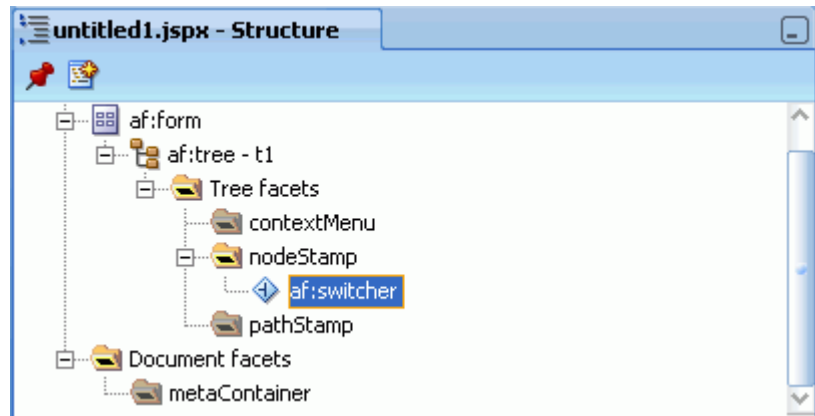 untitled1.jspx - Structure
af:form
af:tree - t1
Tree facets
contextMenu
nodeStamp
af:switcher
pathStamp
Document facets
metaContainer